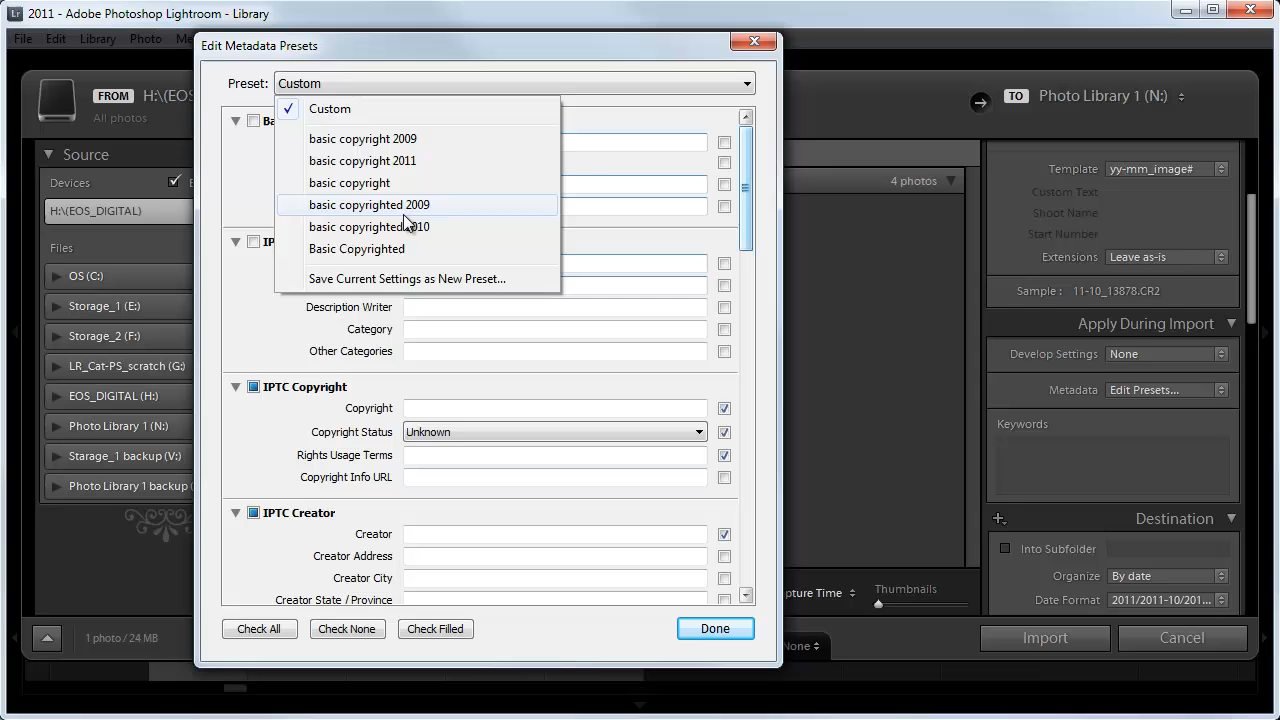 2011 - Adobe Photoshop Lightroom - Library
File Edit Library Photo
Edit Metadata Presets
Preset: Custom
Custom
basic copyright 2009
basic copyright 2011
basic copyright
basic copyrighted 2009
basic copyrighted
Basic Copyrighted
Save Current Settings as New Preset...
Description Writer
Category
Other Categories
IPTC Copyright
Copyright
Copyright Status Unknown
Rights Usage Terms
Copyright Info URL
IPTC Creator
Creator
Creator Address
Creator City
Creator State / Province
Check All Check None Check Filled Done
FROM
All photos
Source
Devices
H:\(EOS_DIGITAL)
Files
OS (C:)
Storage_1 (E:)
Storage_2 (F:)
LR_Cat-PS_scratch (G:)
EOS_DIGITAL (H:)
Photo Library 1 (N:)
Starage_1 backup (V:)
Photo Library 1 backup
1 photo / 24 MB
TO Photo Library 1 (N:)
4 photos
Template yy-mm_image#
Custom Text
Shoot Name
Start Number
Extensions Leave as-is
Sample : 11-10_13878.CR2
Apply During Import
Develop Settings None
Metadata Edit Presets...
Keywords
Destination
Into Subfolder
Organize By date
Date Format 2011/2011-10/201...
pture Time Thumbnails
None
Import Cancel